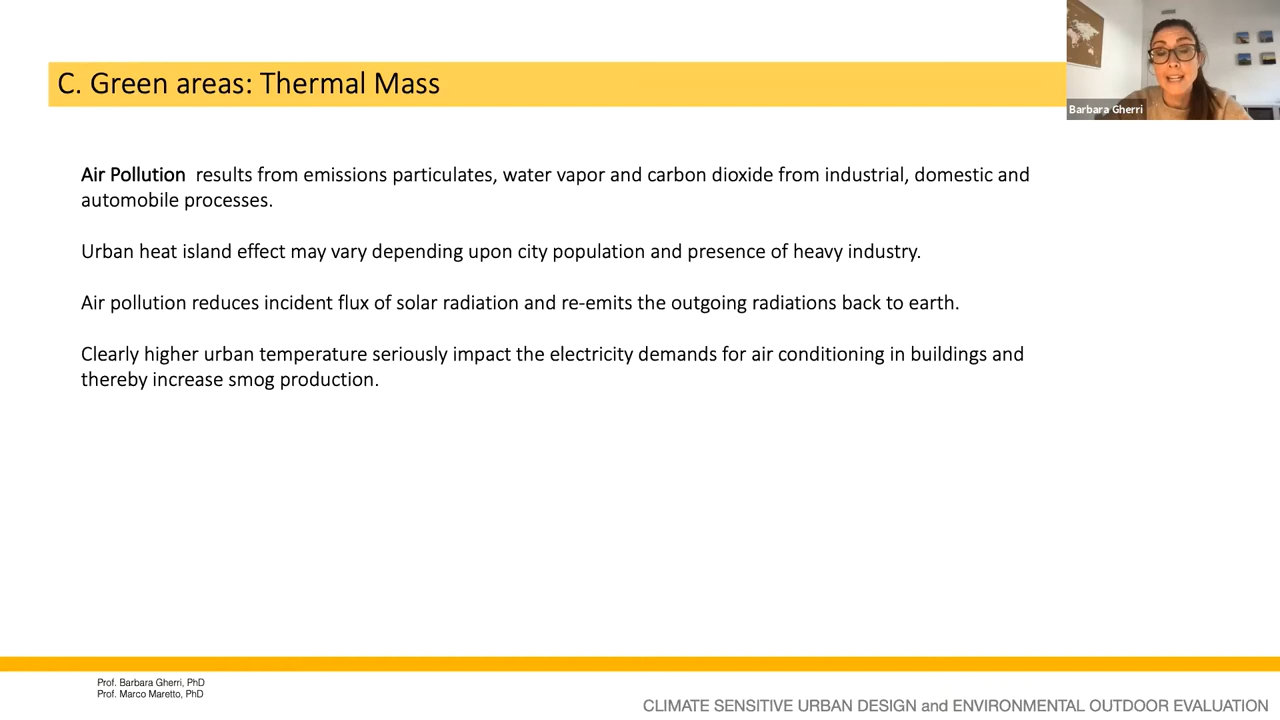 C. Green areas: Thermal Mass
Barbara Gherri
Air Pollution results from emissions particulates, water vapor and carbon dioxide from industrial, domestic and
automobile processes.
Urban heat island effect may vary depending upon city population and presence of heavy industry.
Air pollution reduces incident flux of solar radiation and re-emits the outgoing radiations back to earth.
Clearly higher urban temperature seriously impact the electricity demands for air conditioning in buildings and
thereby increase smog production.
Prof. Barbara Gherri, PhD
Prof. Marco Maretto, PhD
CLIMATE SENSITIVE URBAN DESIGN and ENVIRONMENTAL OUTDOOR EVALUATION